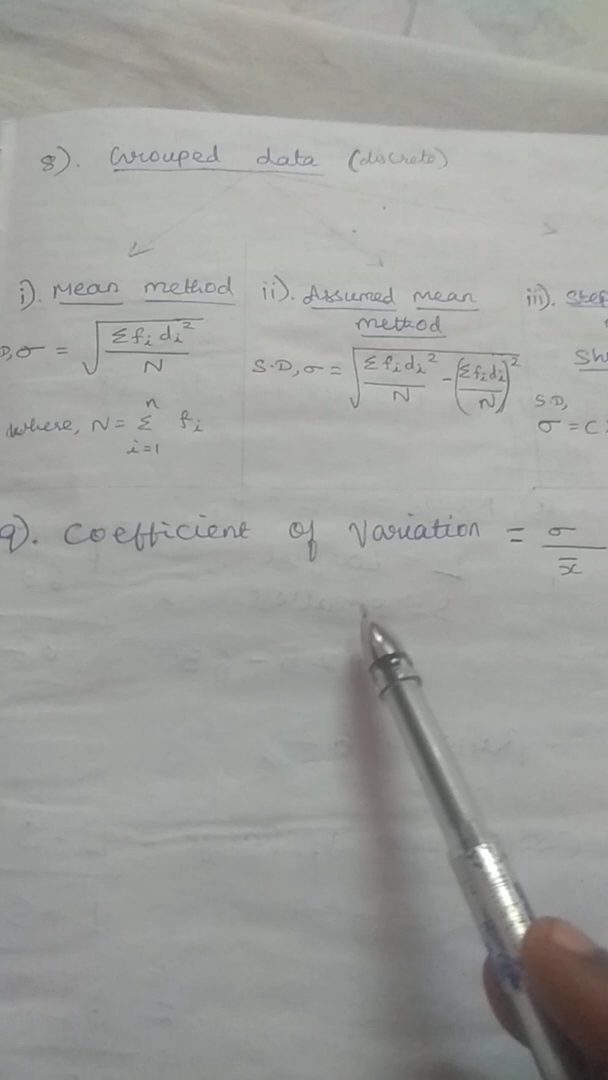 8). Grouped data (discrete)
i). Mean method
D, σ = √(Σfidi²/N)
where, N = Σ fi
n
i=1
ii). Assumed mean
method
S.D, σ = √(Σfidi²/N - (Σfidi/N)²)
iii). Step
Sh
S.D,
σ = C
9). Coefficient of Variation = σ/x̄